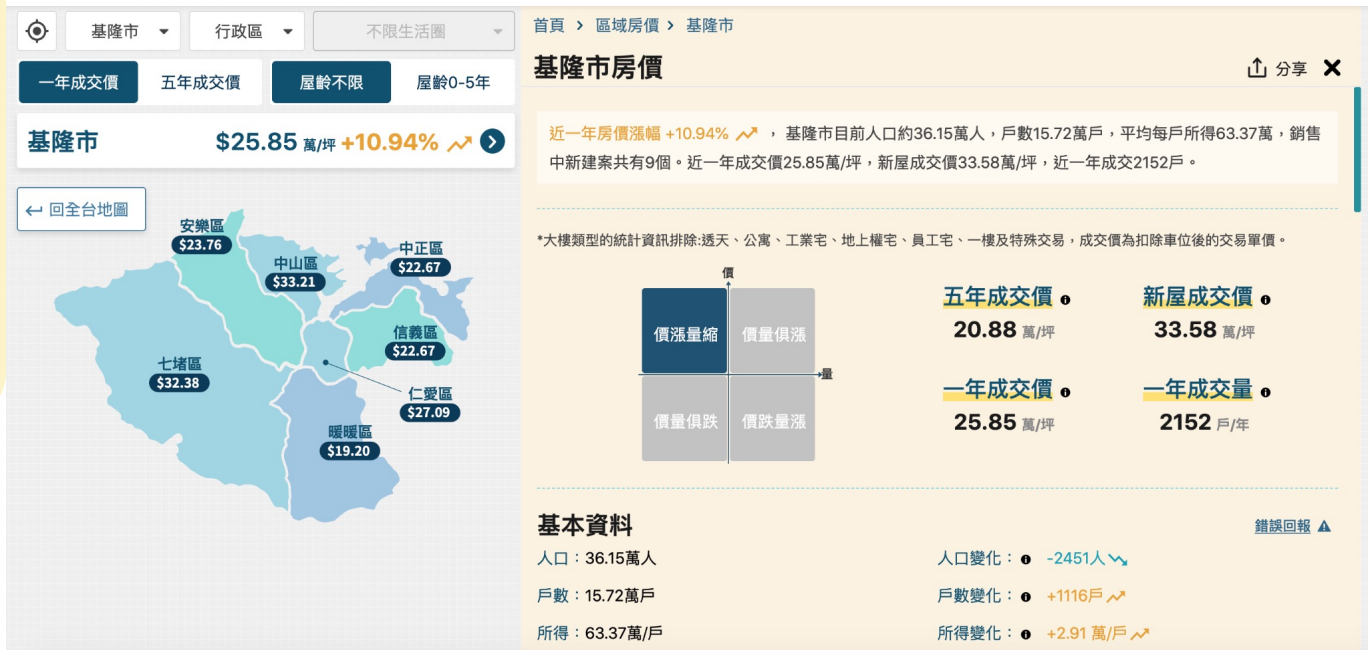 基隆市
行政區
不限生活圈
一年成交價
五年成交價
屋齡不限
屋齡0-5年
基隆市 $25.85 萬/坪 +10.94%
回全台地圖
安樂區
$23.76
中山區
$33.21
中正區
$22.67
信義區
$22.67
七堵區
$32.38
仁愛區
$27.09
暖暖區
$19.20
首頁 > 區域房價 > 基隆市
基隆市房價
分享
近一年房價漲幅 +10.94% ，基隆市目前人口約36.15萬人，戶數15.72萬戶，平均每戶所得63.37萬，銷售
中新建案共有9個。近一年成交價25.85萬/坪，新屋成交價33.58萬/坪，近一年成交2152戶。
*大樓類型的統計資訊排除:透天、公寓、工業宅、地上權宅、員工宅、一樓及特殊交易，成交價為扣除車位後的交易單價。
價
價漲量縮
價量俱漲
量
價量俱跌
價跌量漲
五年成交價
20.88 萬/坪
新屋成交價
33.58 萬/坪
一年成交價
25.85 萬/坪
一年成交量
2152 戶/年
基本資料
錯誤回報
人口：36.15萬人
人口變化： -2451人
戶數：15.72萬戶
戶數變化： +1116戶
所得：63.37萬/戶
所得變化： +2.91 萬/戶